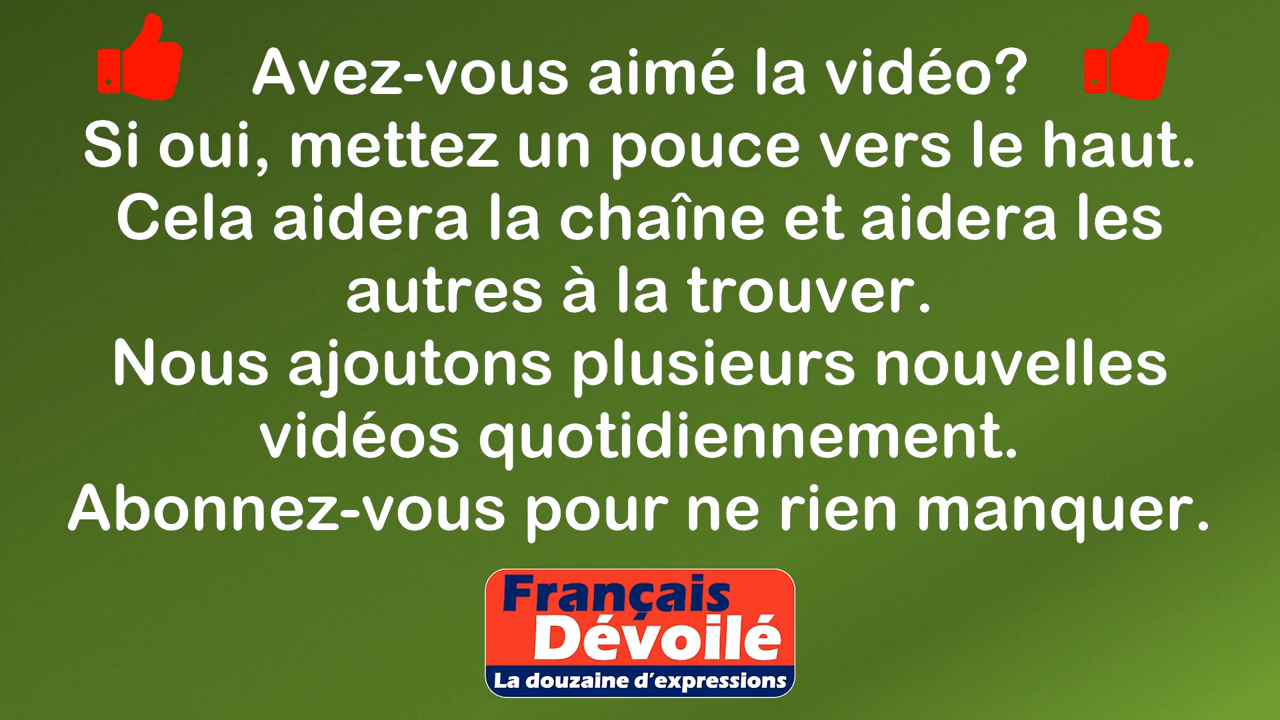 Avez-vous aimé la vidéo?
Si oui, mettez un pouce vers le haut.
Cela aidera la chaîne et aidera les
autres à la trouver.
Nous ajoutons plusieurs nouvelles
vidéos quotidiennement.
Abonnez-vous pour ne rien manquer.
Français
Dévoilé
La douzaine d'expressions